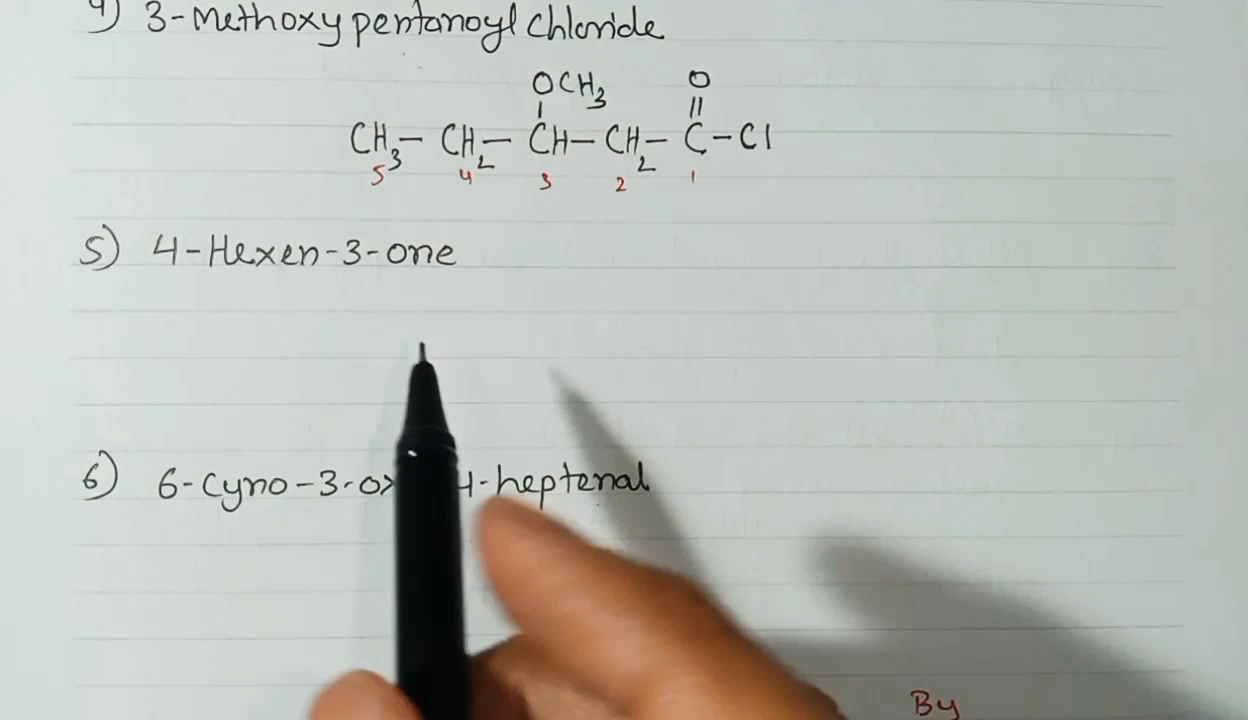 4) 3-Methoxy pentanoyl chloride
OCH3 O
CH3 - CH2 - CH - CH2 - C - Cl
5 4 3 2 1
5) 4-Hexen-3-one
6) 6-Cyno-3-ox 4-heptenal
By